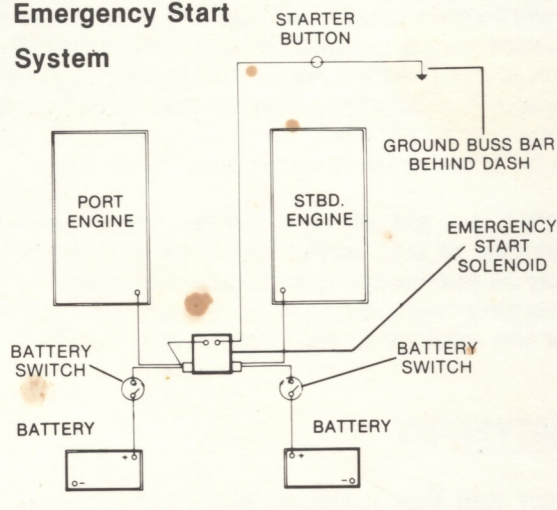 Emergency Start
System
STARTER
BUTTON
GROUND BUSS BAR
BEHIND DASH
PORT
ENGINE
STBD.
ENGINE
EMERGENCY
START
SOLENOID
BATTERY
SWITCH
BATTERY
SWITCH
BATTERY
BATTERY
+
-
+
-